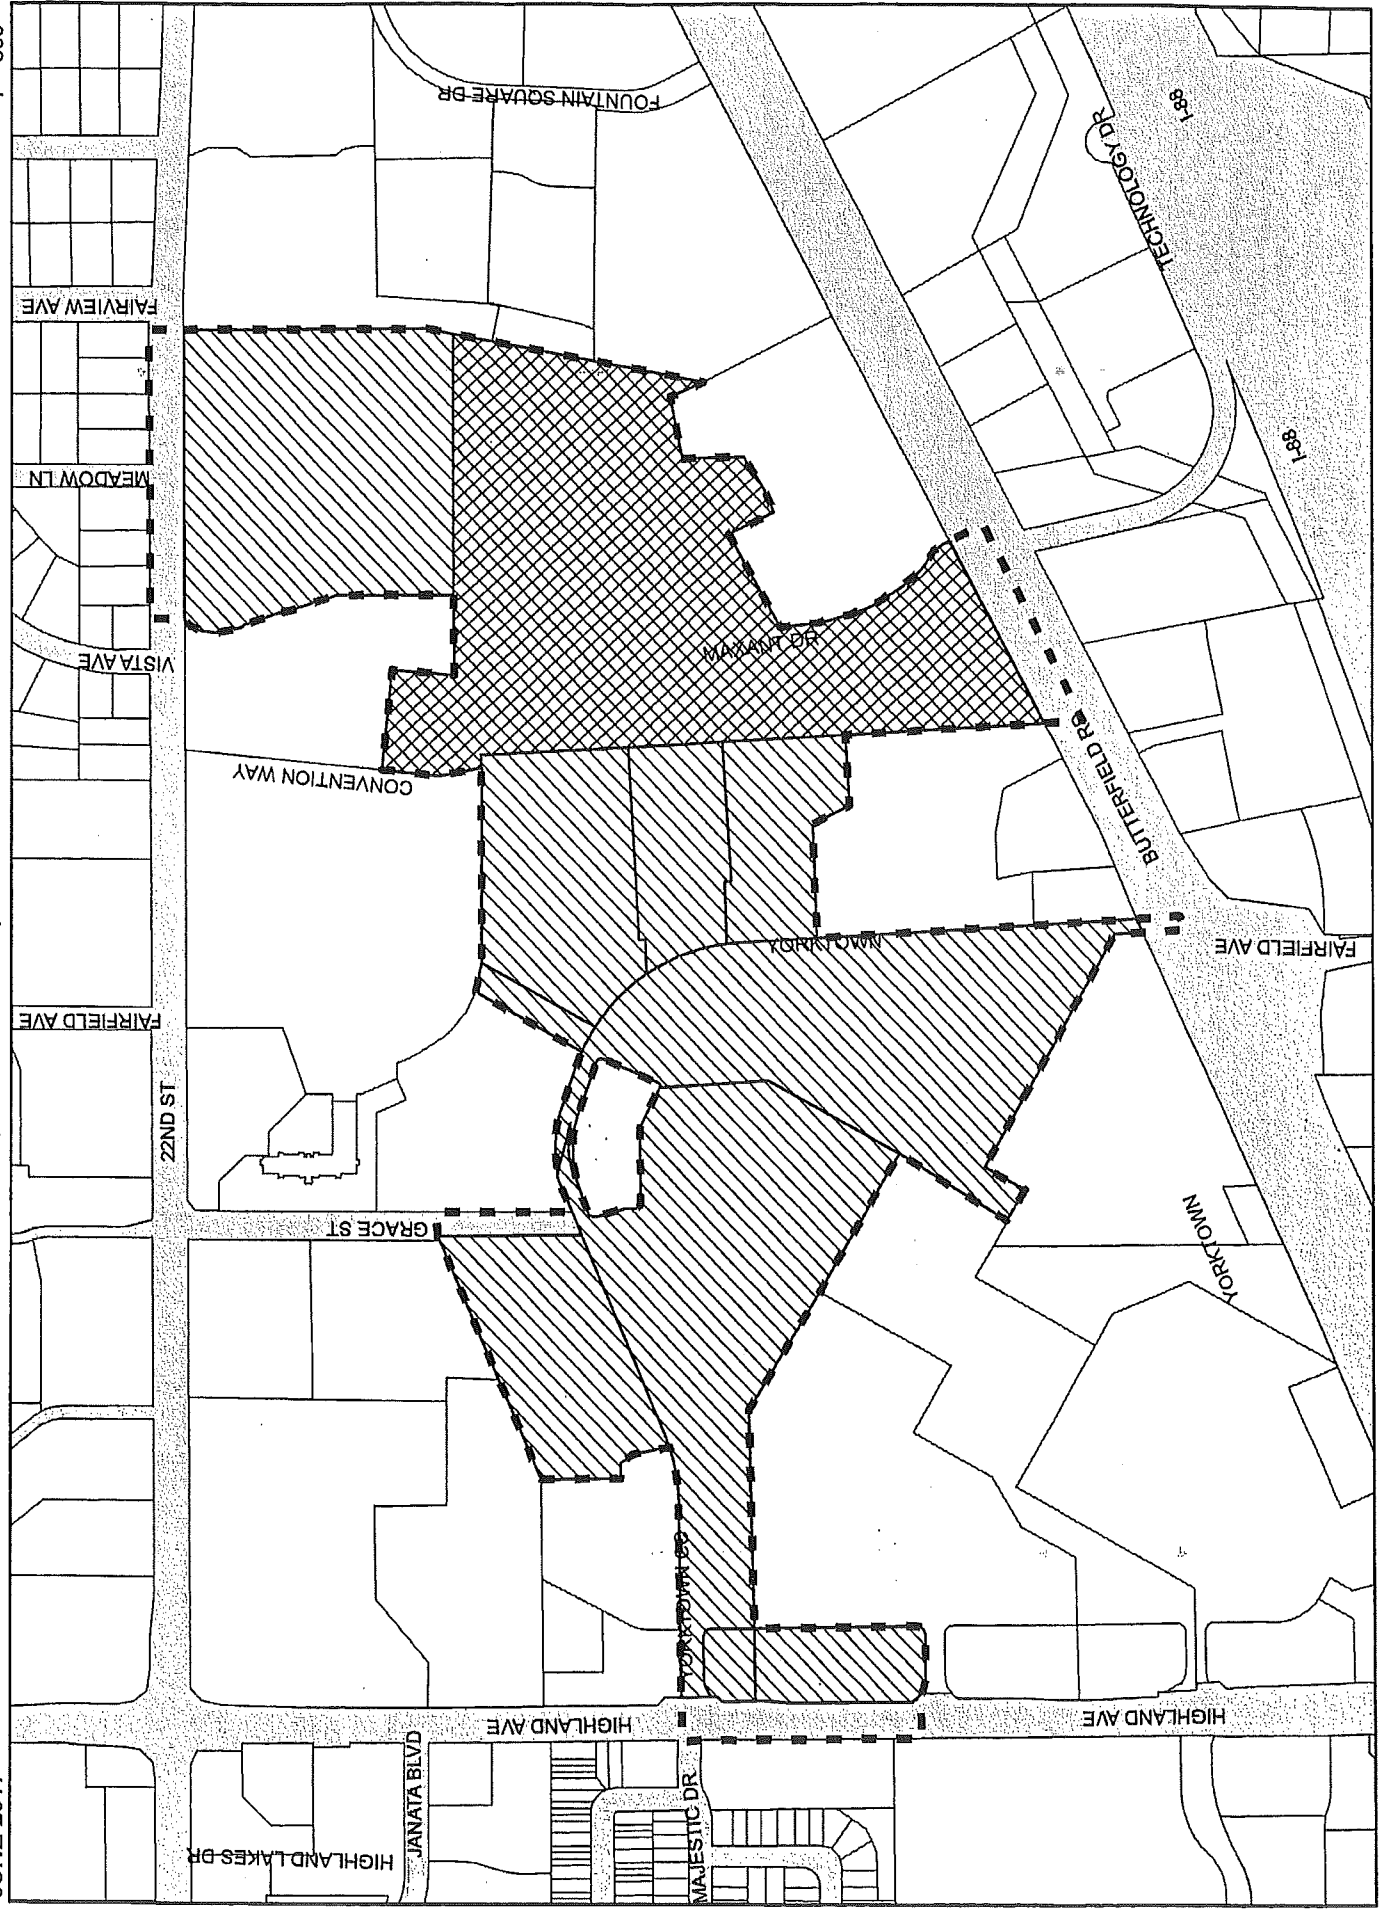 FOUNTAIN SQUARE DR
I-88
TECHNOLOGY DR
FAIRVIEW AVE
I-88
MEADOW LN
VISTA AVE
MAXANT DR
CONVENTION WAY
BUTTERFIELD RD
YORKTOWN
FAIRFIELD AVE
FAIRFIELD AVE
22ND ST
GRACE ST
YORKTOWN
YORKTOWN CC
HIGHLAND AVE
HIGHLAND AVE
JANATA BLVD
MAJESTIC DR
HIGHLAND LAKES DR